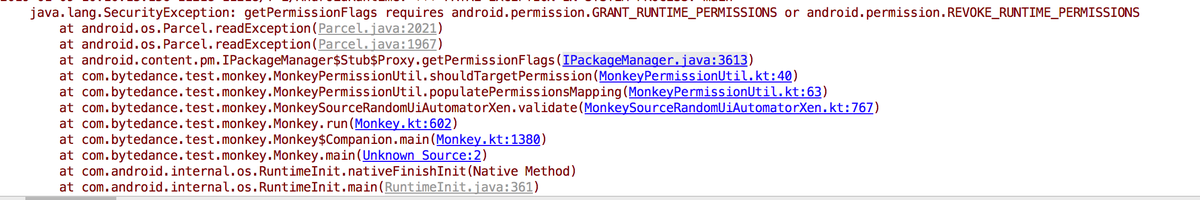 java.lang.SecurityException: getPermissionFlags requires android.permission.GRANT_RUNTIME_PERMISSIONS or android.permission.REVOKE_RUNTIME_PERMISSIONS
at android.os.Parcel.readException(Parcel.java:2021)
at android.os.Parcel.readException(Parcel.java:1967)
at android.content.pm.IPackageManager$Stub$Proxy.getPermissionFlags(IPackageManager.java:3613)
at com.bytedance.test.monkey.MonkeyPermissionUtil.shouldTargetPermission(MonkeyPermissionUtil.kt:40)
at com.bytedance.test.monkey.MonkeyPermissionUtil.populatePermissionsMapping(MonkeyPermissionUtil.kt:63)
at com.bytedance.test.monkey.MonkeySourceRandomUiAutomatorXen.validate(MonkeySourceRandomUiAutomatorXen.kt:767)
at com.bytedance.test.monkey.Monkey.run(Monkey.kt:602)
at com.bytedance.test.monkey.Monkey$Companion.main(Monkey.kt:1380)
at com.bytedance.test.monkey.Monkey.main(Unknown Source:2)
at com.android.internal.os.RuntimeInit.nativeFinishInit(Native Method)
at com.android.internal.os.RuntimeInit.main(RuntimeInit.java:361)